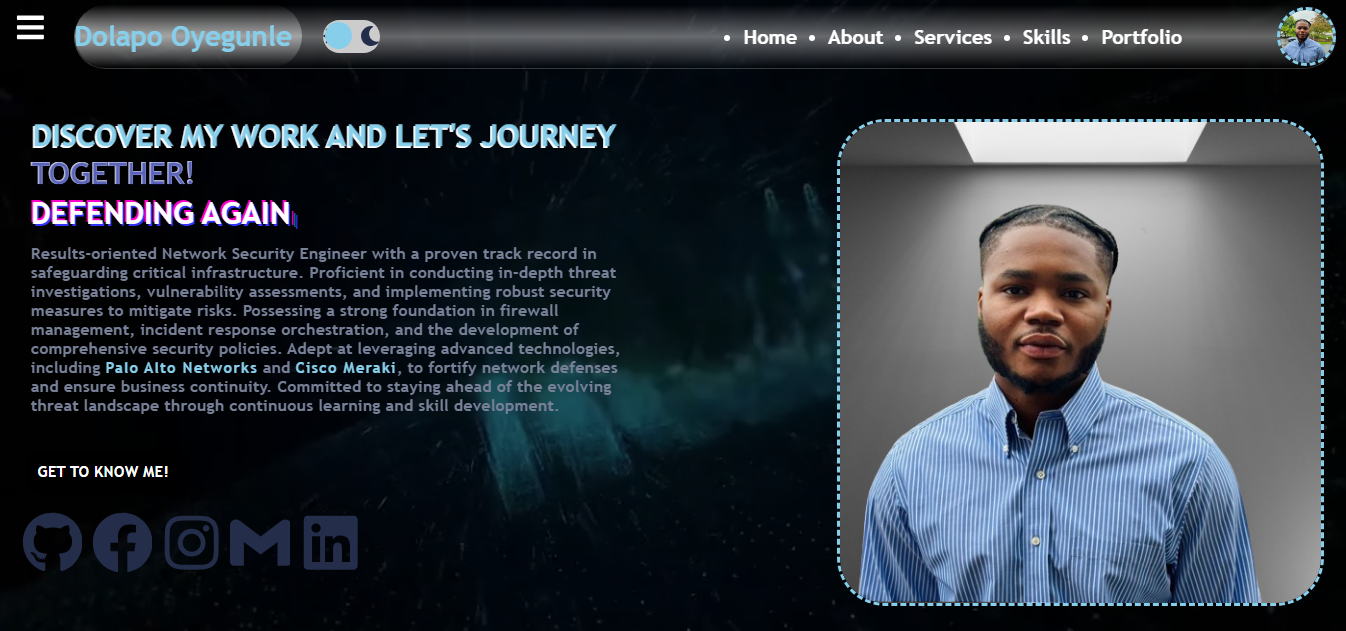 Dolapo Oyegunle
• Home • About • Services • Skills • Portfolio
DISCOVER MY WORK AND LET'S JOURNEY
TOGETHER!
DEFENDING AGAIN
Results-oriented Network Security Engineer with a proven track record in
safeguarding critical infrastructure. Proficient in conducting in-depth threat
investigations, vulnerability assessments, and implementing robust security
measures to mitigate risks. Possessing a strong foundation in firewall
management, incident response orchestration, and the development of
comprehensive security policies. Adept at leveraging advanced technologies,
including Palo Alto Networks and Cisco Meraki, to fortify network defenses
and ensure business continuity. Committed to staying ahead of the evolving
threat landscape through continuous learning and skill development.
GET TO KNOW ME!